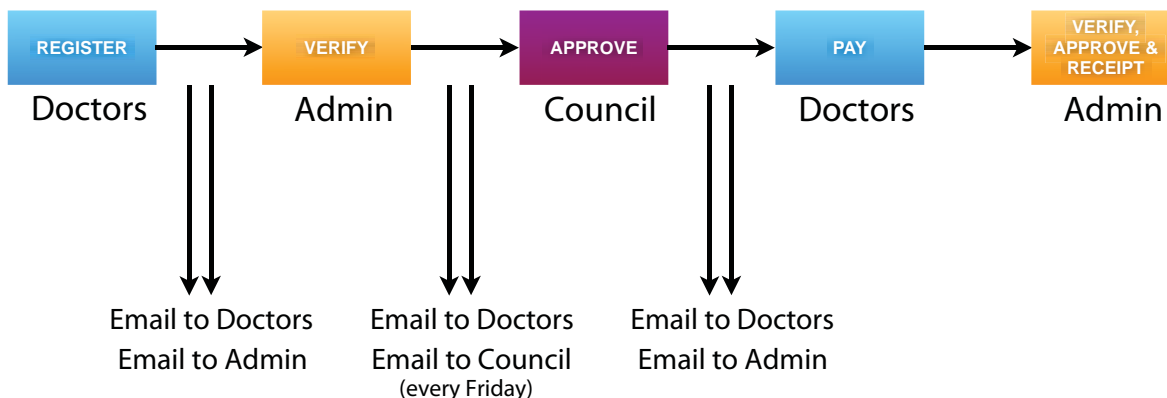 REGISTER
VERIFY
APPROVE
PAY
VERIFY,
APPROVE &
RECEIPT
Doctors
Admin
Council
Doctors
Admin
Email to Doctors
Email to Admin
Email to Doctors
Email to Council
(every Friday)
Email to Doctors
Email to Admin